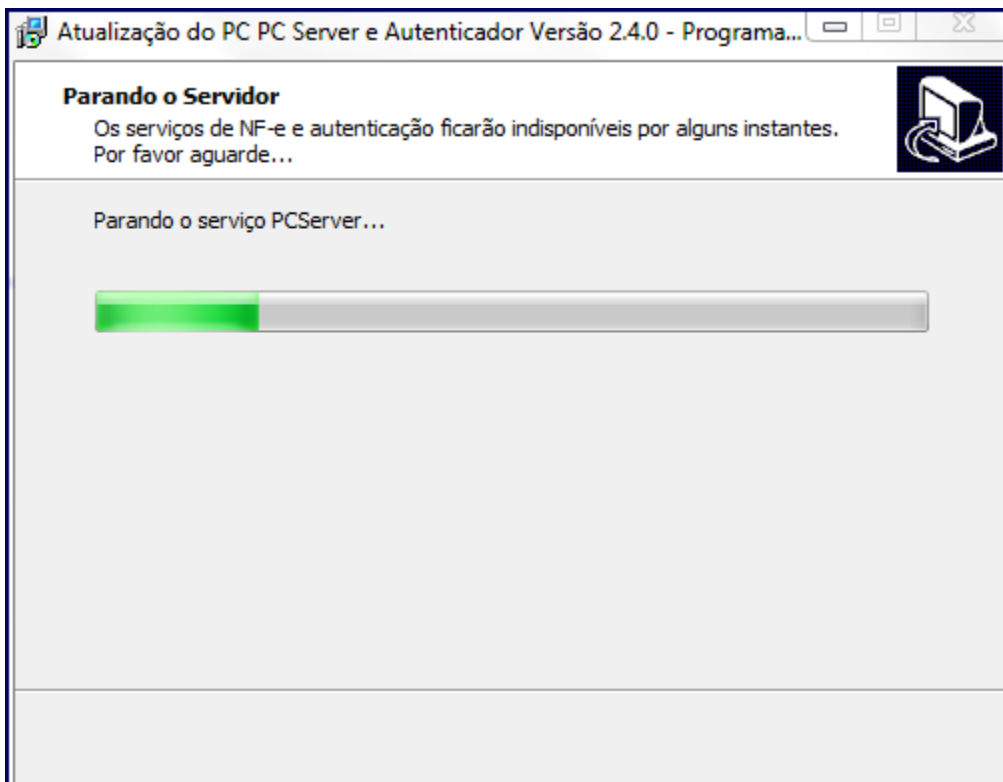 Atualização do PC PC Server e Autenticador Versão 2.4.0 - Programa...
Parando o Servidor
Os serviços de NF-e e autenticação ficarão indisponíveis por alguns instantes.
Por favor aguarde...
Parando o serviço PCServer...